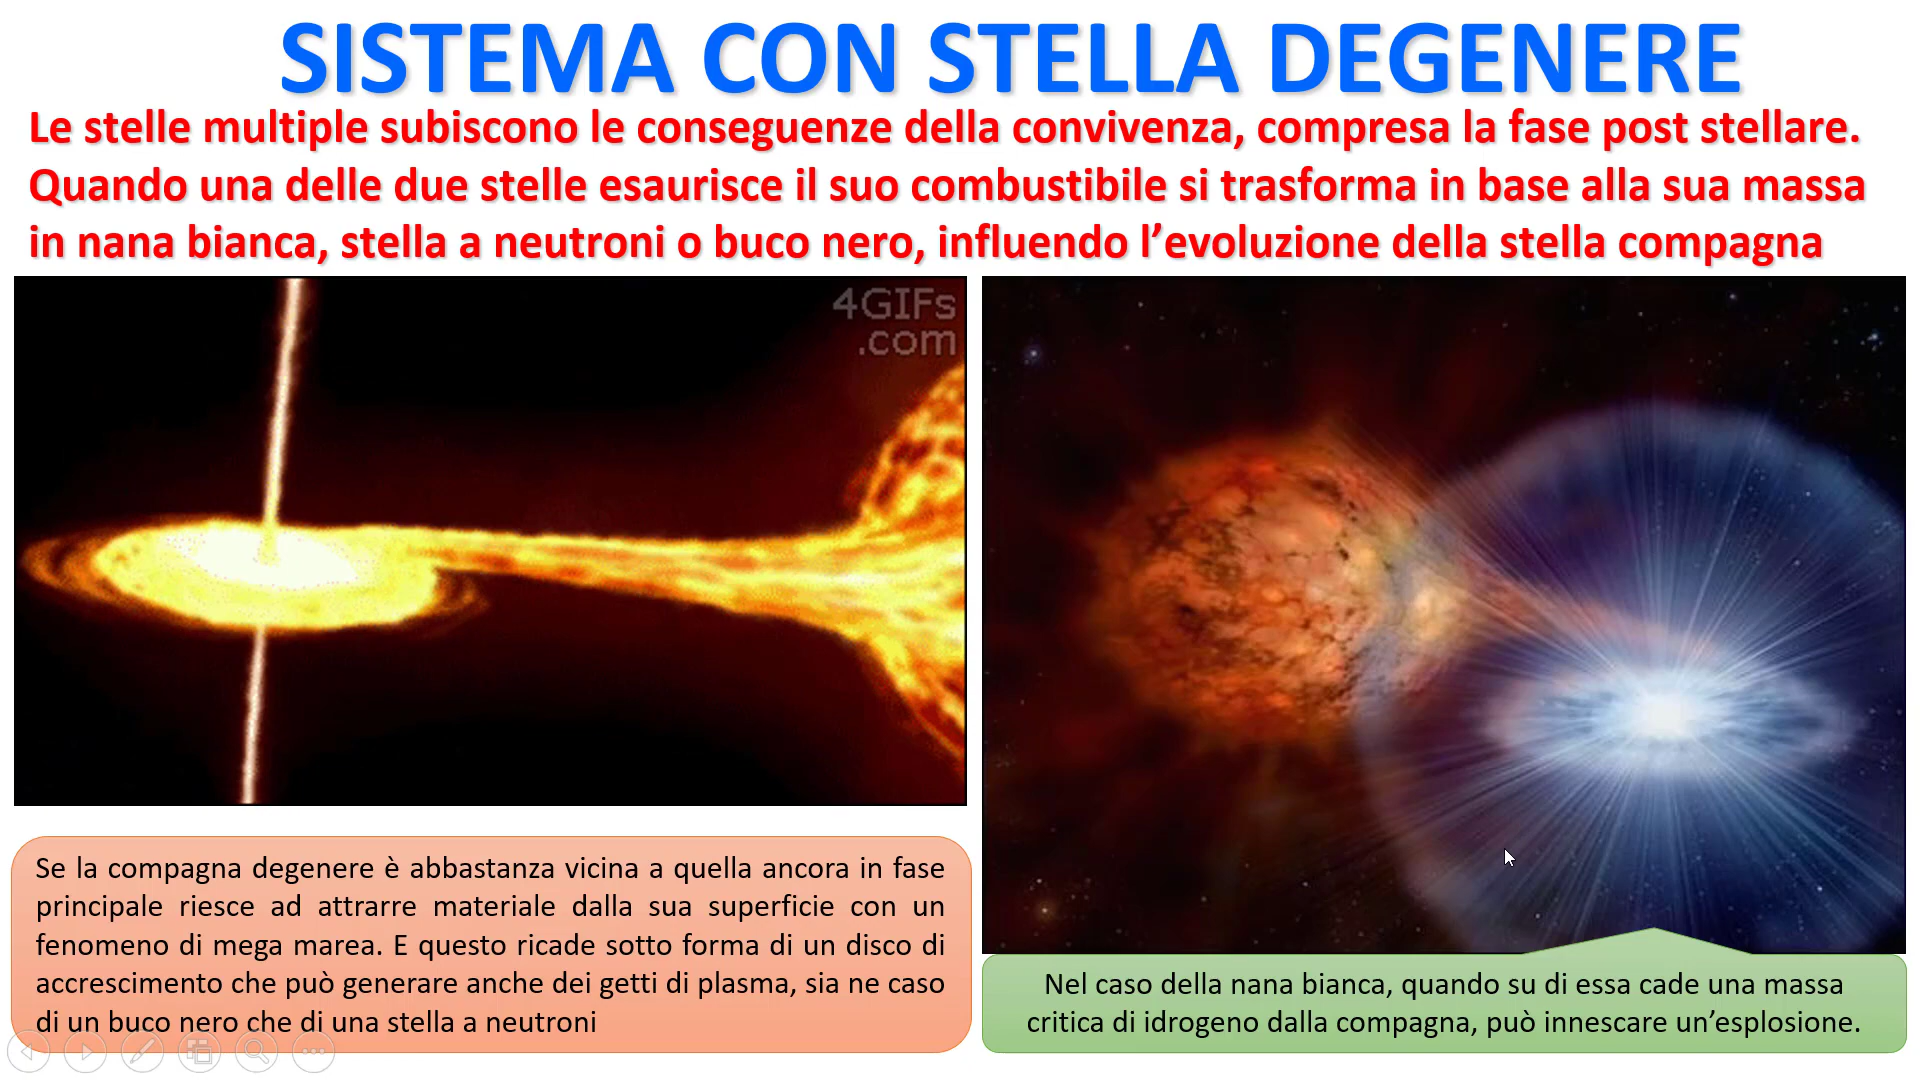 SISTEMA CON STELLA DEGENERE
Le stelle multiple subiscono le conseguenze della convivenza, compresa la fase post stellare.
Quando una delle due stelle esaurisce il suo combustibile si trasforma in base alla sua massa
in nana bianca, stella a neutroni o buco nero, influendo l’evoluzione della stella compagna
4GIFs
.com
Se la compagna degenere è abbastanza vicina a quella ancora in fase
principale riesce ad attrarre materiale dalla sua superficie con un
fenomeno di mega marea. E questo ricade sotto forma di un disco di
accrescimento che può generare anche dei getti di plasma, sia ne caso
di un buco nero che di una stella a neutroni
Nel caso della nana bianca, quando su di essa cade una massa
critica di idrogeno dalla compagna, può innescare un’esplosione.